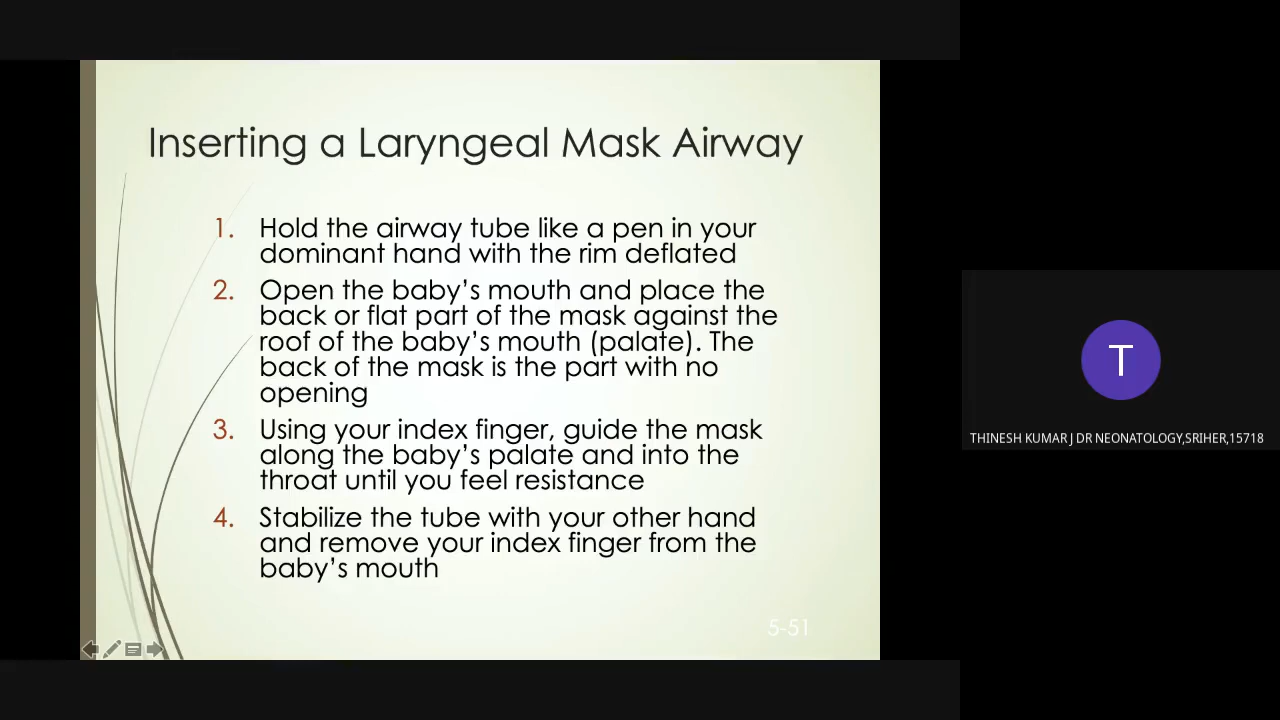 Inserting a Laryngeal Mask Airway
1. Hold the airway tube like a pen in your
dominant hand with the rim deflated
2. Open the baby's mouth and place the
back or flat part of the mask against the
roof of the baby's mouth (palate). The
back of the mask is the part with no
opening
3. Using your index finger, guide the mask
along the baby's palate and into the
throat until you feel resistance
4. Stabilize the tube with your other hand
and remove your index finger from the
baby's mouth
5-51
T
THINESH KUMAR J DR NEONATOLOGY,SRIHER,15718